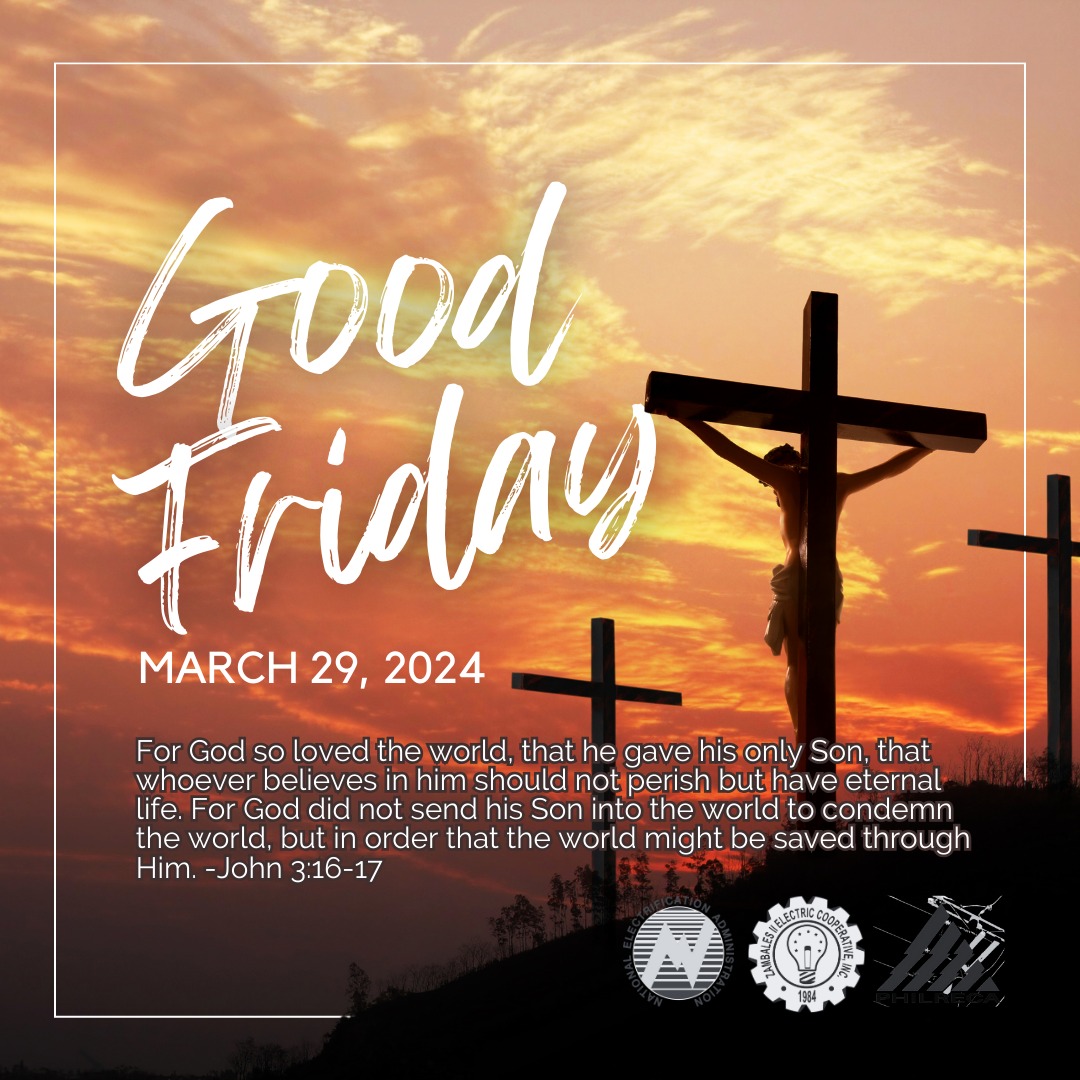 Good
Friday
MARCH 29, 2024
For God so loved the world, that he gave his only Son, that
whoever believes in him should not perish but have eternal
life. For God did not send his Son into the world to condemn
the world, but in order that the world might be saved through
Him. -John 3:16-17
NATIONAL ELECTRIFICATION ADMINISTRATION
ZAMBALES II ELECTRIC COOPERATIVE, INC.
1984
PHILRECA